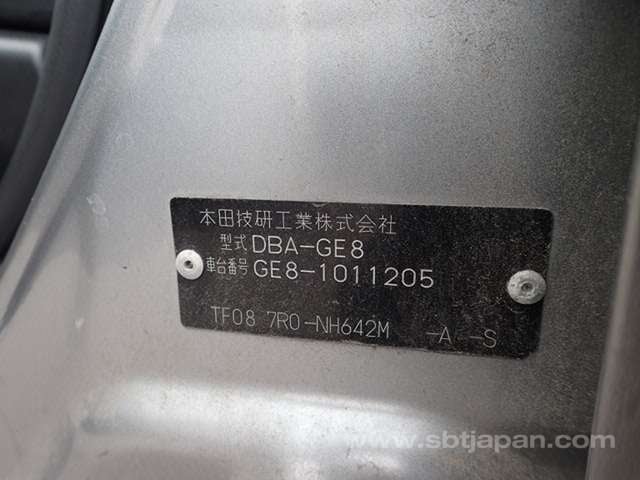 本田技研工業株式会社
型式 DBA-GE8
車台番号 GE8-1011205
TF08 7R0-NH642M -A -S
www.sbtjapan.com